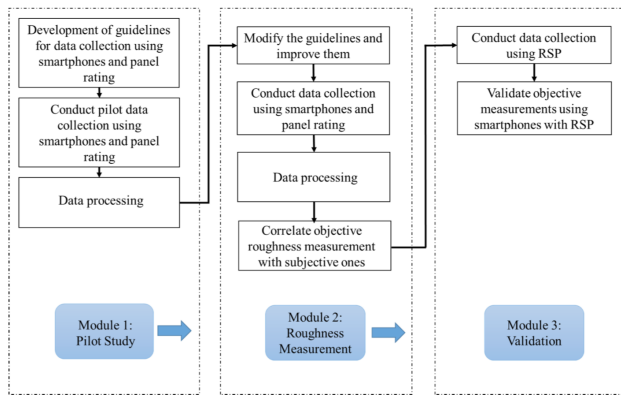 Development of guidelines
for data collection using
smartphones and panel
rating
Conduct pilot data
collection using
smartphones and panel
rating
Data processing
Module 1:
Pilot Study
Modify the guidelines and
improve them
Conduct data collection
using smartphones and
panel rating
Data processing
Correlate objective
roughness measurement
with subjective ones
Module 2:
Roughness
Measurement
Conduct data collection
using RSP
Validate objective
measurements using
smartphones with RSP
Module 3:
Validation